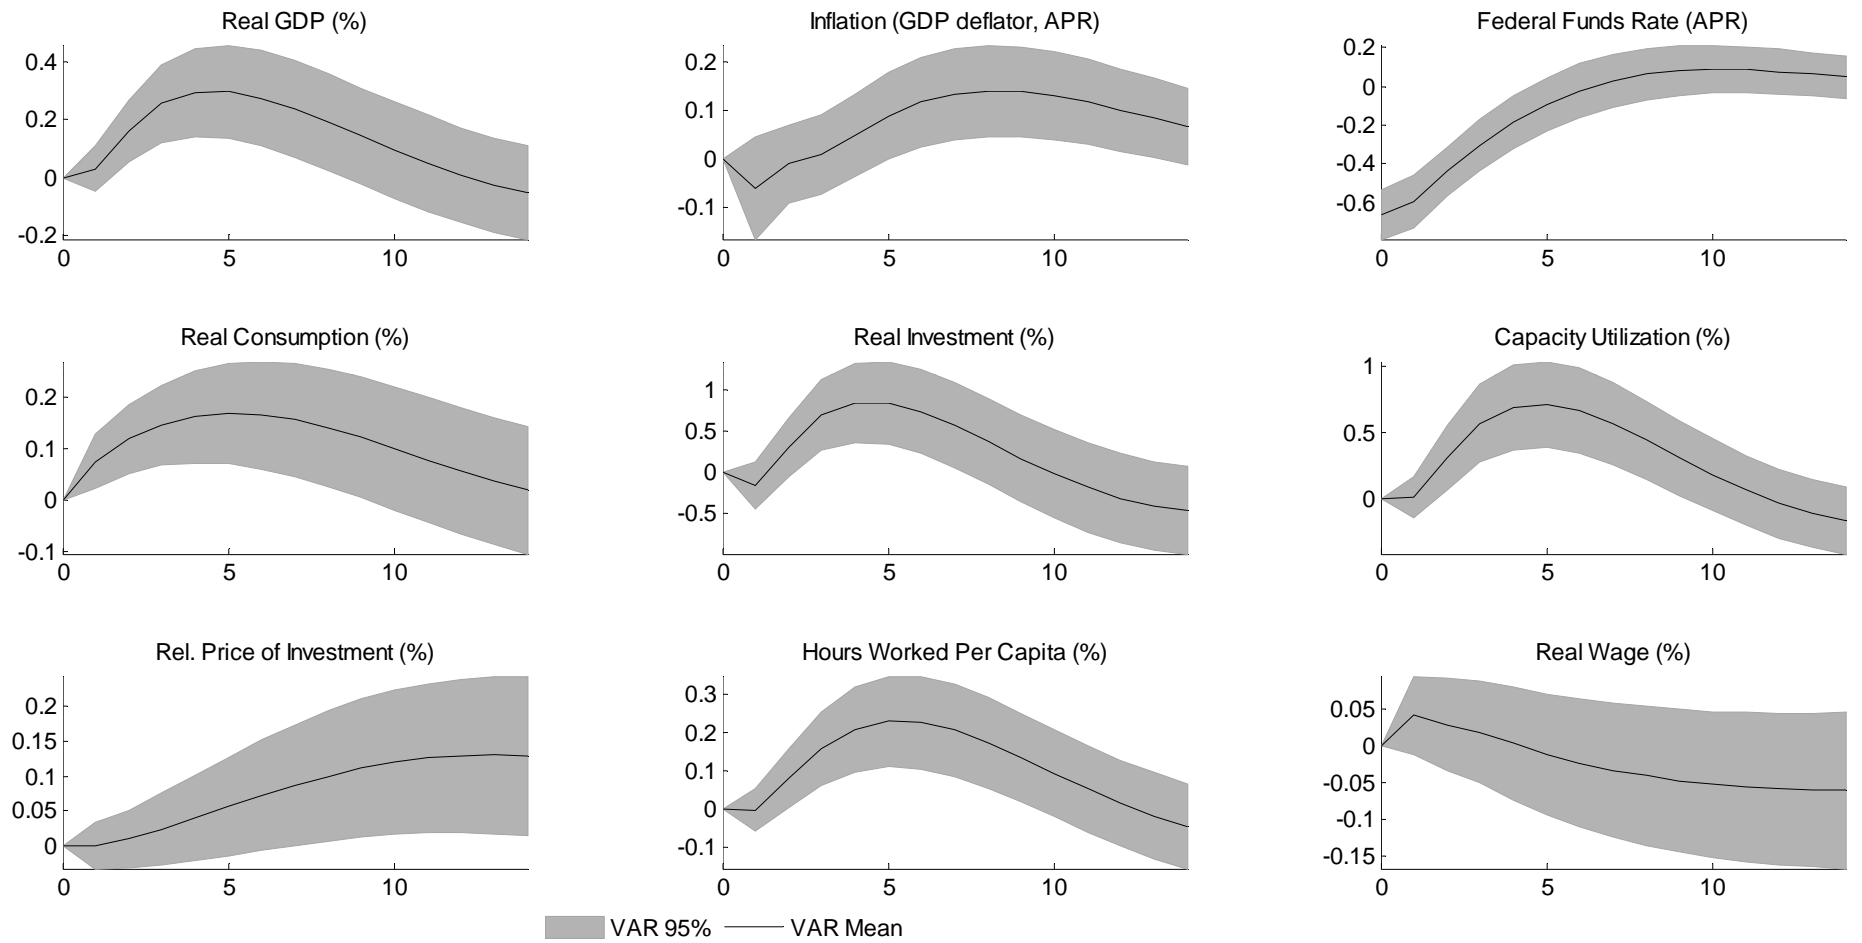 Real GDP (%)
0.4
0.2
0
-0.2
0 5 10
Inflation (GDP deflator, APR)
0.2
0.1
0
-0.1
0 5 10
Federal Funds Rate (APR)
0.2
0
-0.2
-0.4
-0.6
0 5 10
Real Consumption (%)
0.2
0.1
0
-0.1
0 5 10
Real Investment (%)
1
0.5
0
-0.5
0 5 10
Capacity Utilization (%)
1
0.5
0
0 5 10
Rel. Price of Investment (%)
0.2
0.15
0.1
0.05
0
0 5 10
Hours Worked Per Capita (%)
0.3
0.2
0.1
0
-0.1
0 5 10
Real Wage (%)
0.05
0
-0.05
-0.1
-0.15
0 5 10
VAR 95% VAR Mean